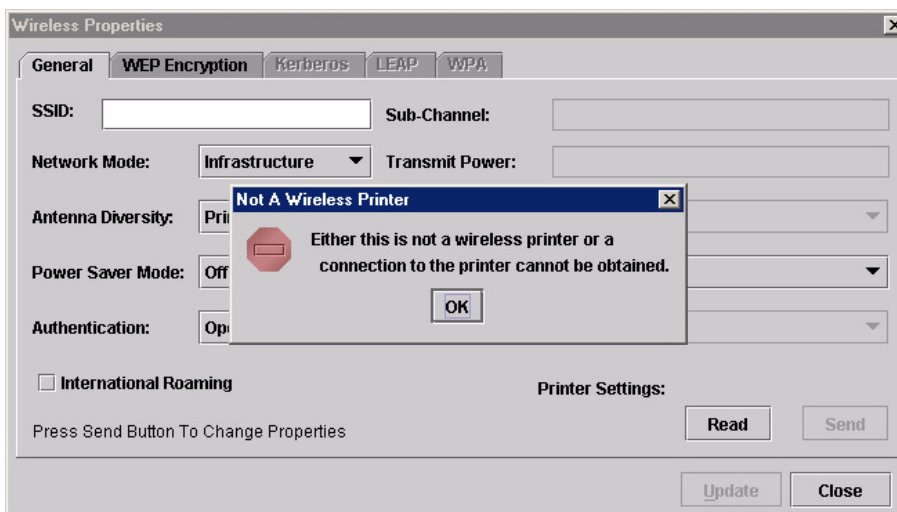 Wireless Properties
General WEP Encryption Kerberos LEAP WPA
SSID: Sub-Channel:
Network Mode: Infrastructure Transmit Power:
Not A Wireless Printer
Antenna Diversity:
Either this is not a wireless printer or a
connection to the printer cannot be obtained.
Power Saver Mode: Off
OK
Authentication:
International Roaming
Printer Settings:
Press Send Button To Change Properties
Read Send
Update Close